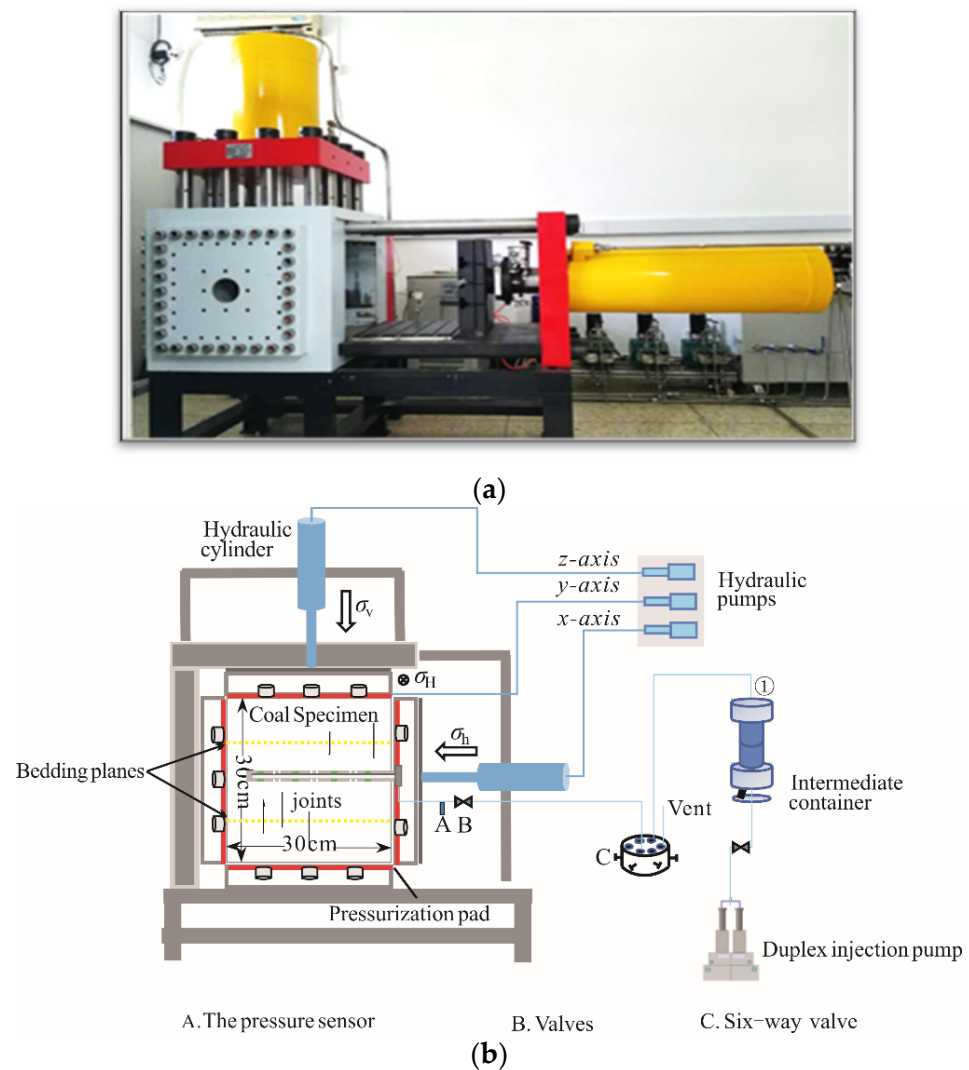 (a)
Hydraulic
cylinder
z-axis
y-axis
x-axis
Hydraulic
pumps
σv
σH
Coal Specimen
σh
Bedding planes
30cm
joints
30cm
A
B
Vent
C
①
Intermediate
container
Pressurization pad
Duplex injection pump
A. The pressure sensor
B. Valves
C. Six-way valve
(b)